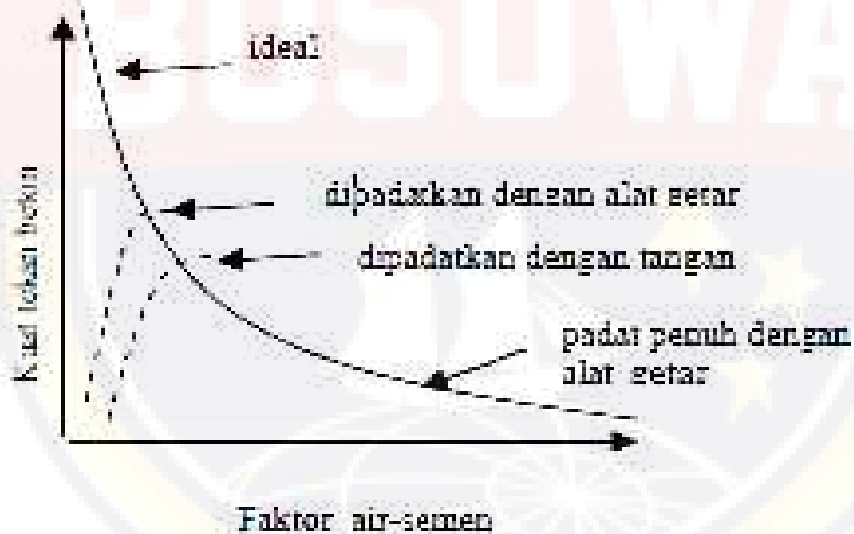 BOSOWA
ideal
dipadatkan dengan alat getar
dipadatkan dengan tangan
padat penuh dengan
alat getar
Kuat tekan beton
Faktor air-semen